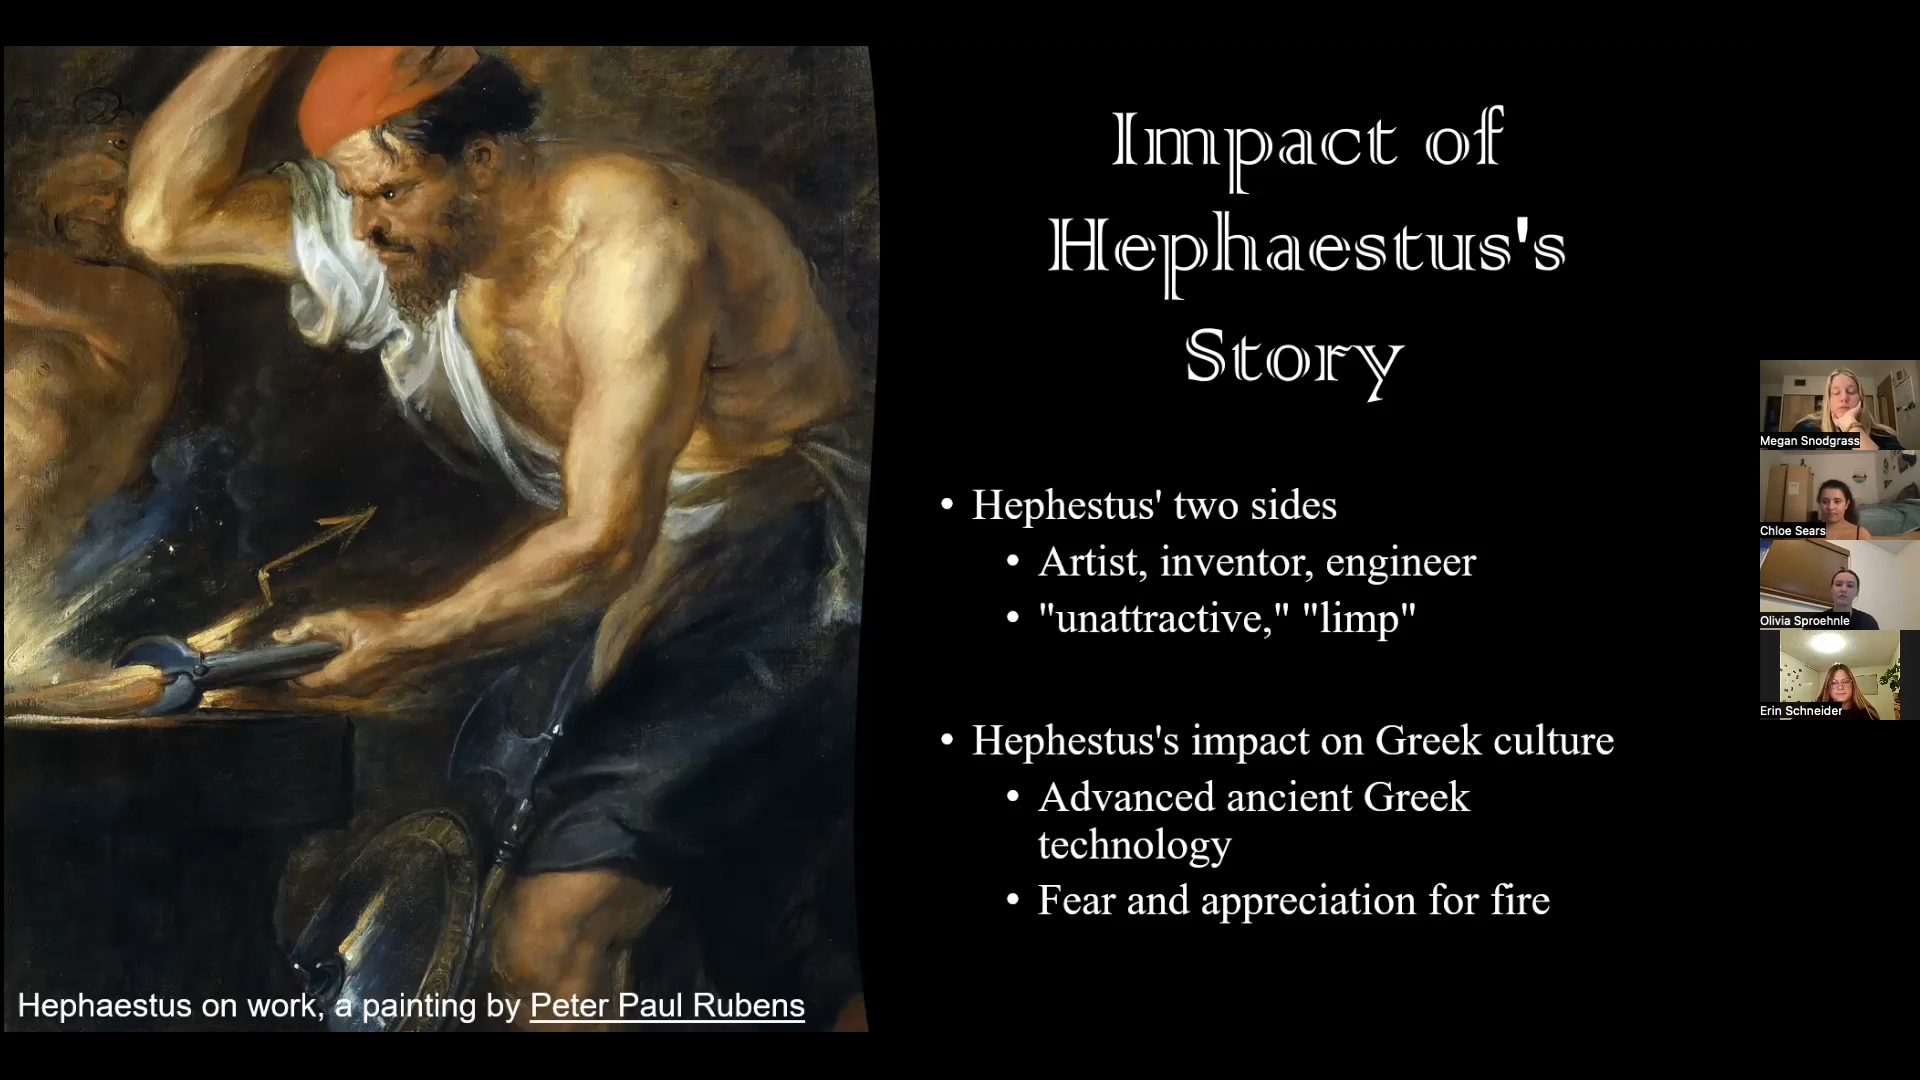 Impact of
Hephaestus's
Story
• Hephestus' two sides
• Artist, inventor, engineer
• "unattractive," "limp"
• Hephestus's impact on Greek culture
• Advanced ancient Greek
technology
• Fear and appreciation for fire
Hephaestus on work, a painting by Peter Paul Rubens
Megan Snodgrass
Chloe Sears
Olivia Sproehnle
Erin Schneider